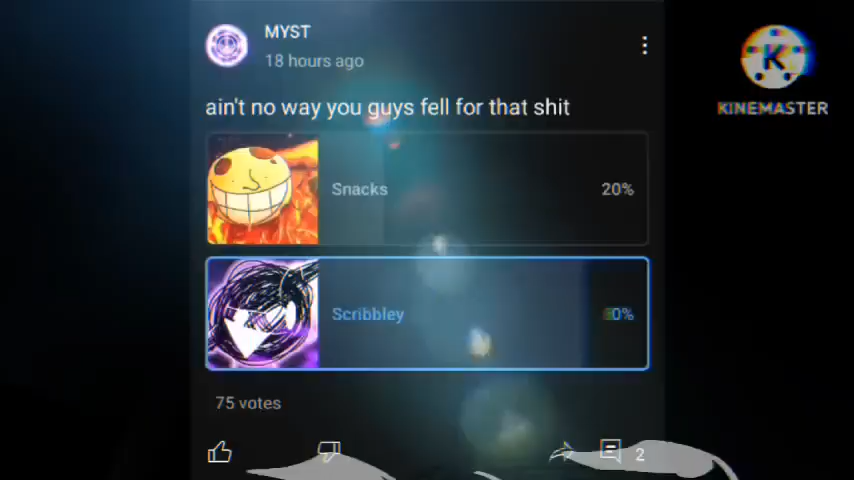 MYST
18 hours ago
ain't no way you guys fell for that shit
Snacks
20%
Scribbley
80%
75 votes
2
K
KINEMASTER